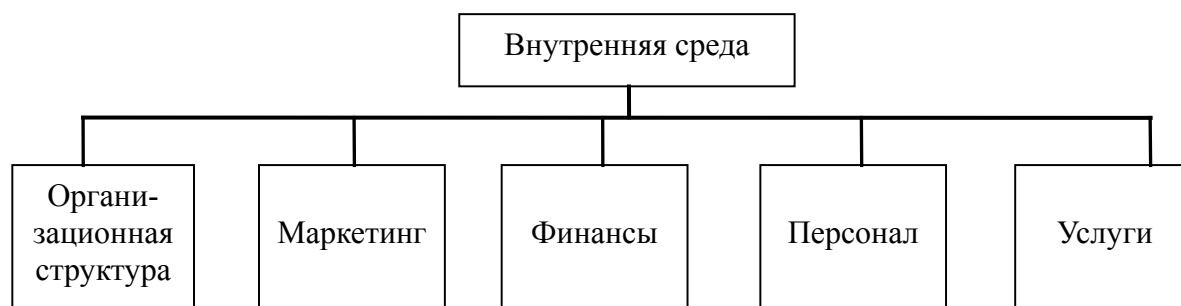 Внутренняя среда
Органи-
зационная
структура
Маркетинг
Финансы
Персонал
Услуги